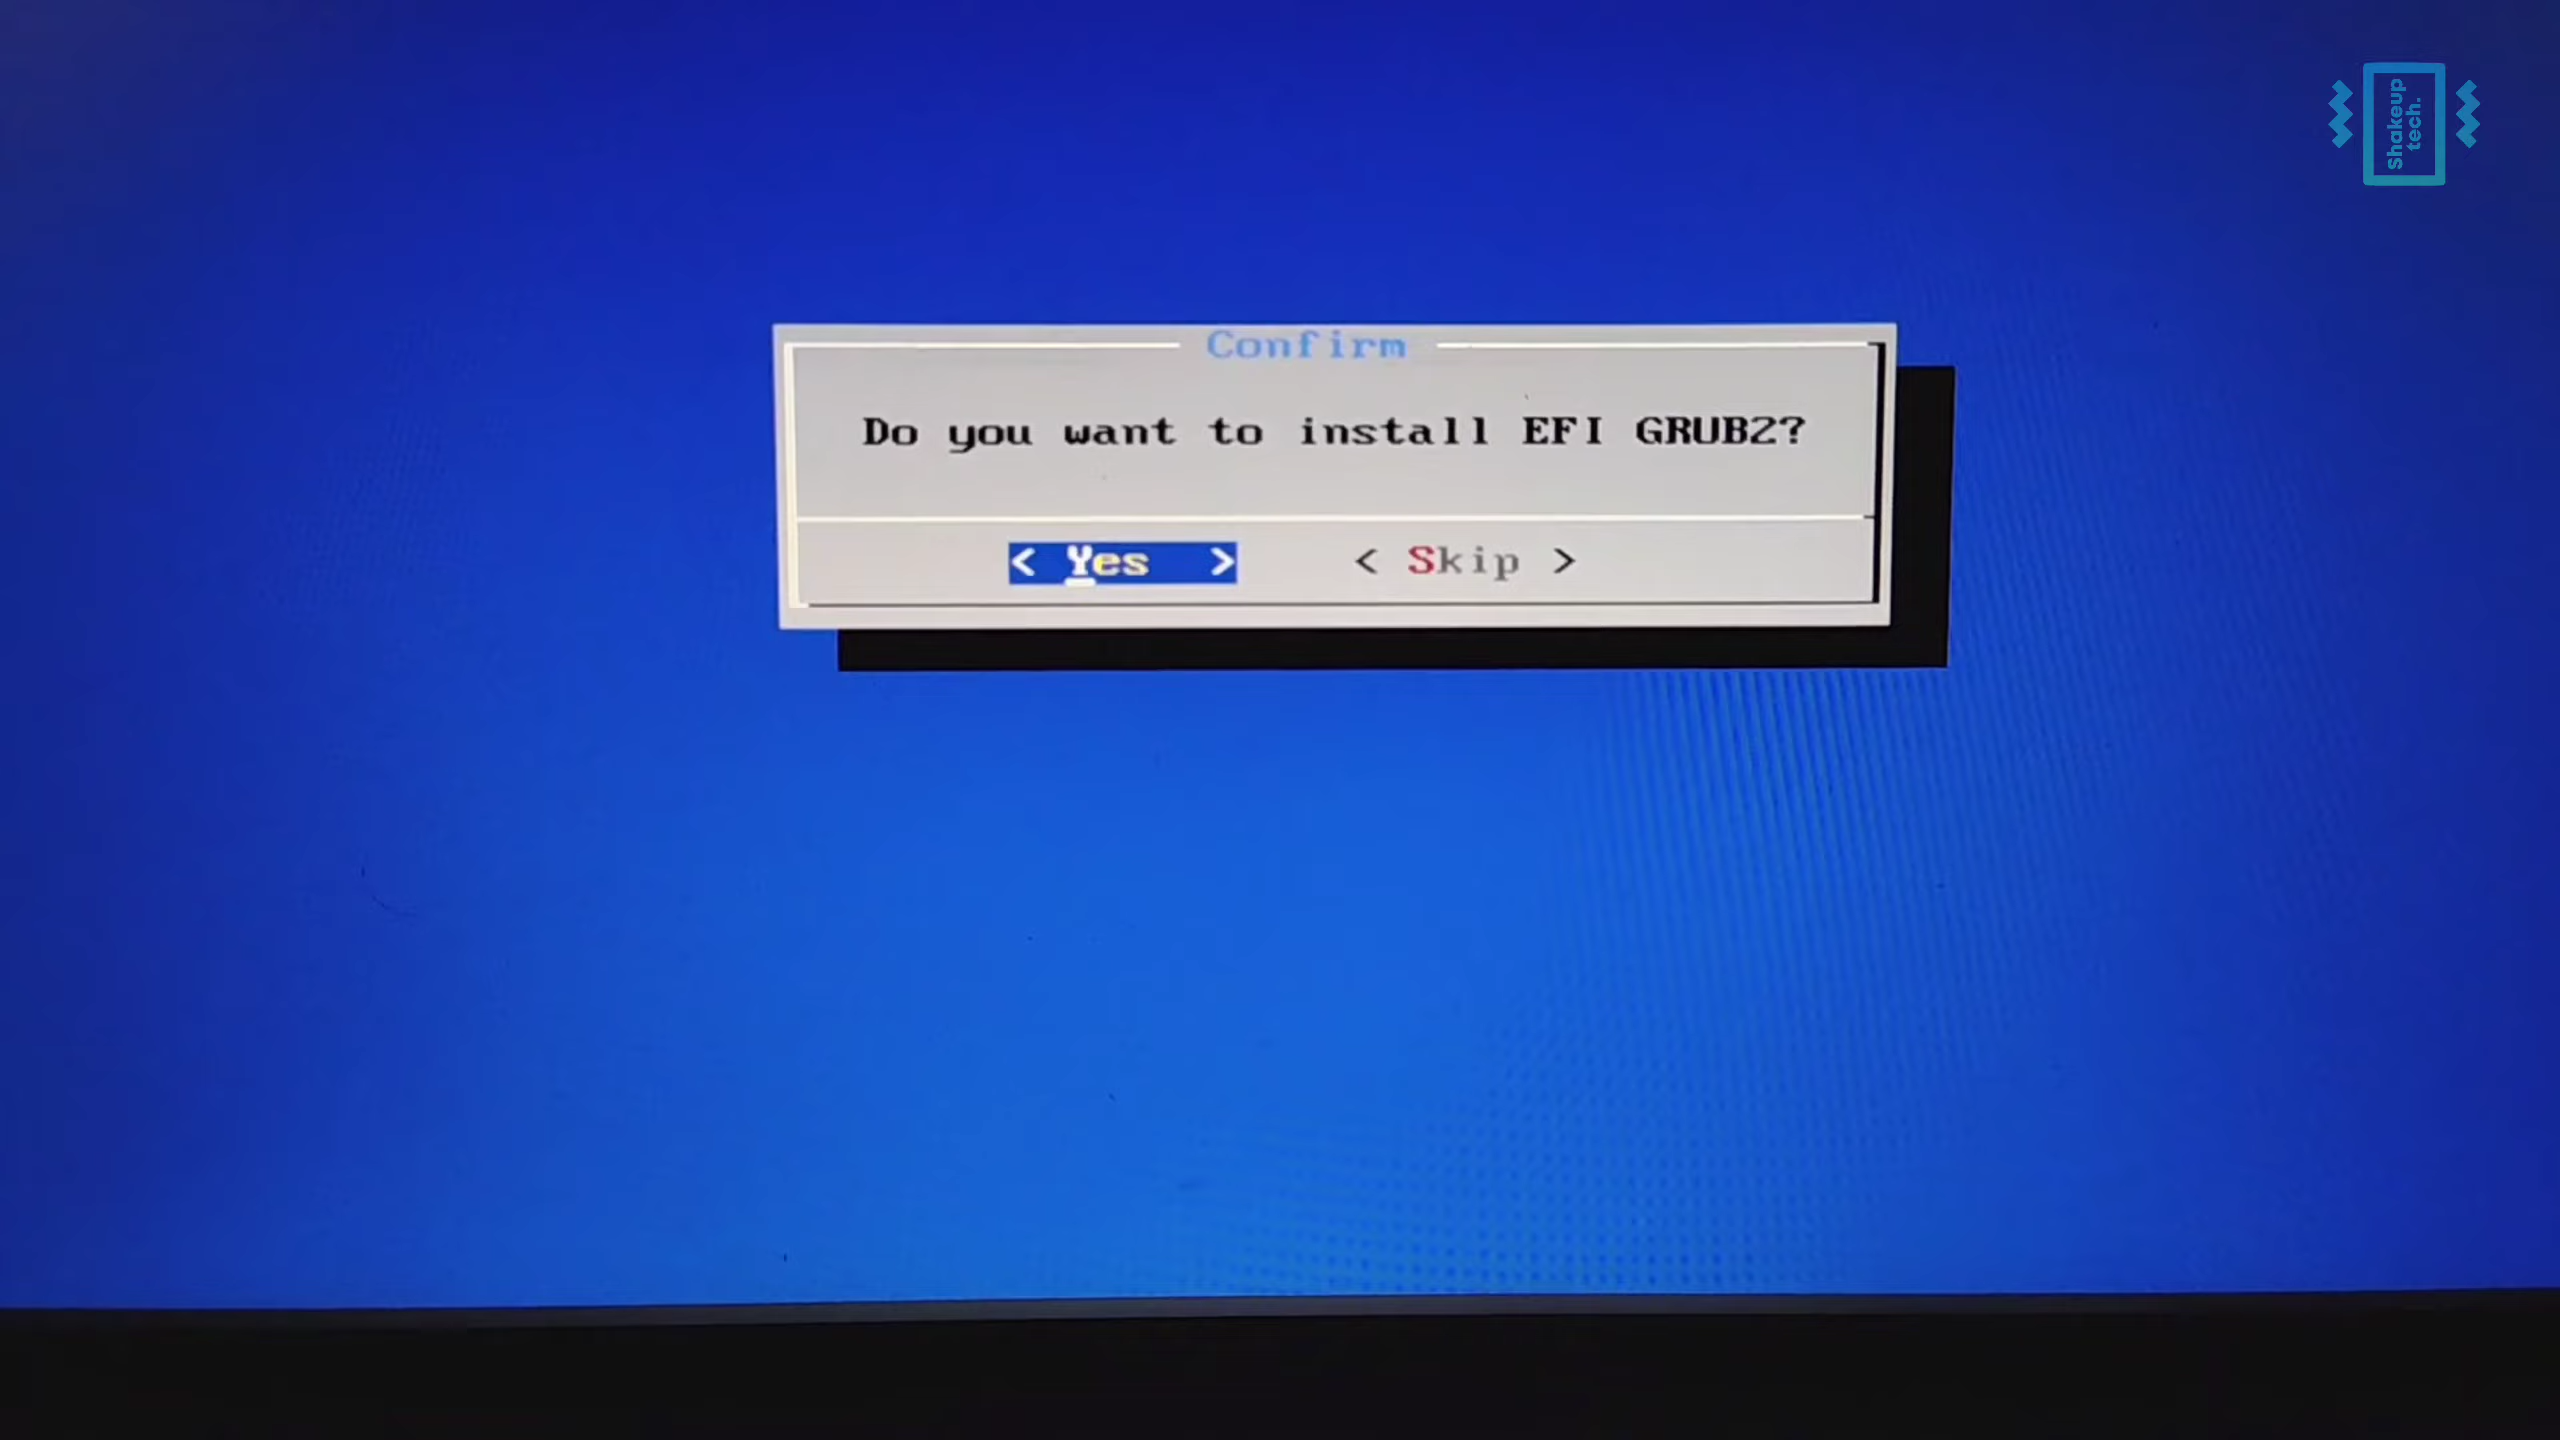 Shakeup
tech.
Confirm
Do you want to install EFI GRUB2?
< Yes > < Skip >